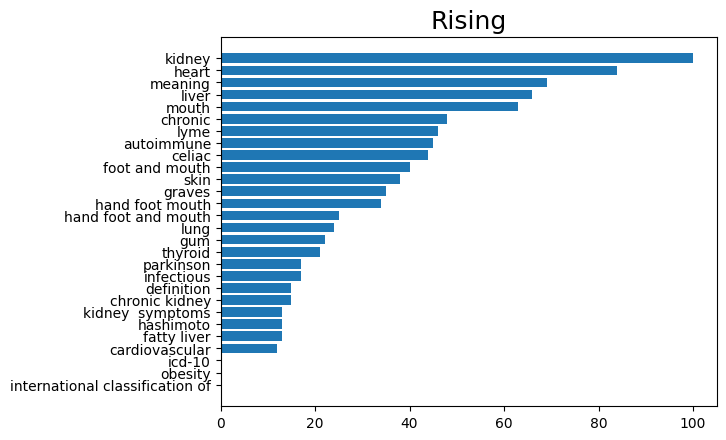 Rising
kidney
heart
meaning
liver
mouth
chronic
lyme
autoimmune
celiac
foot and mouth
skin
graves
hand foot mouth
hand foot and mouth
lung
gum
thyroid
parkinson
infectious
definition
chronic kidney
kidney  symptoms
hashimoto
fatty liver
cardiovascular
icd-10
obesity
international classification of
0 20 40 60 80 100